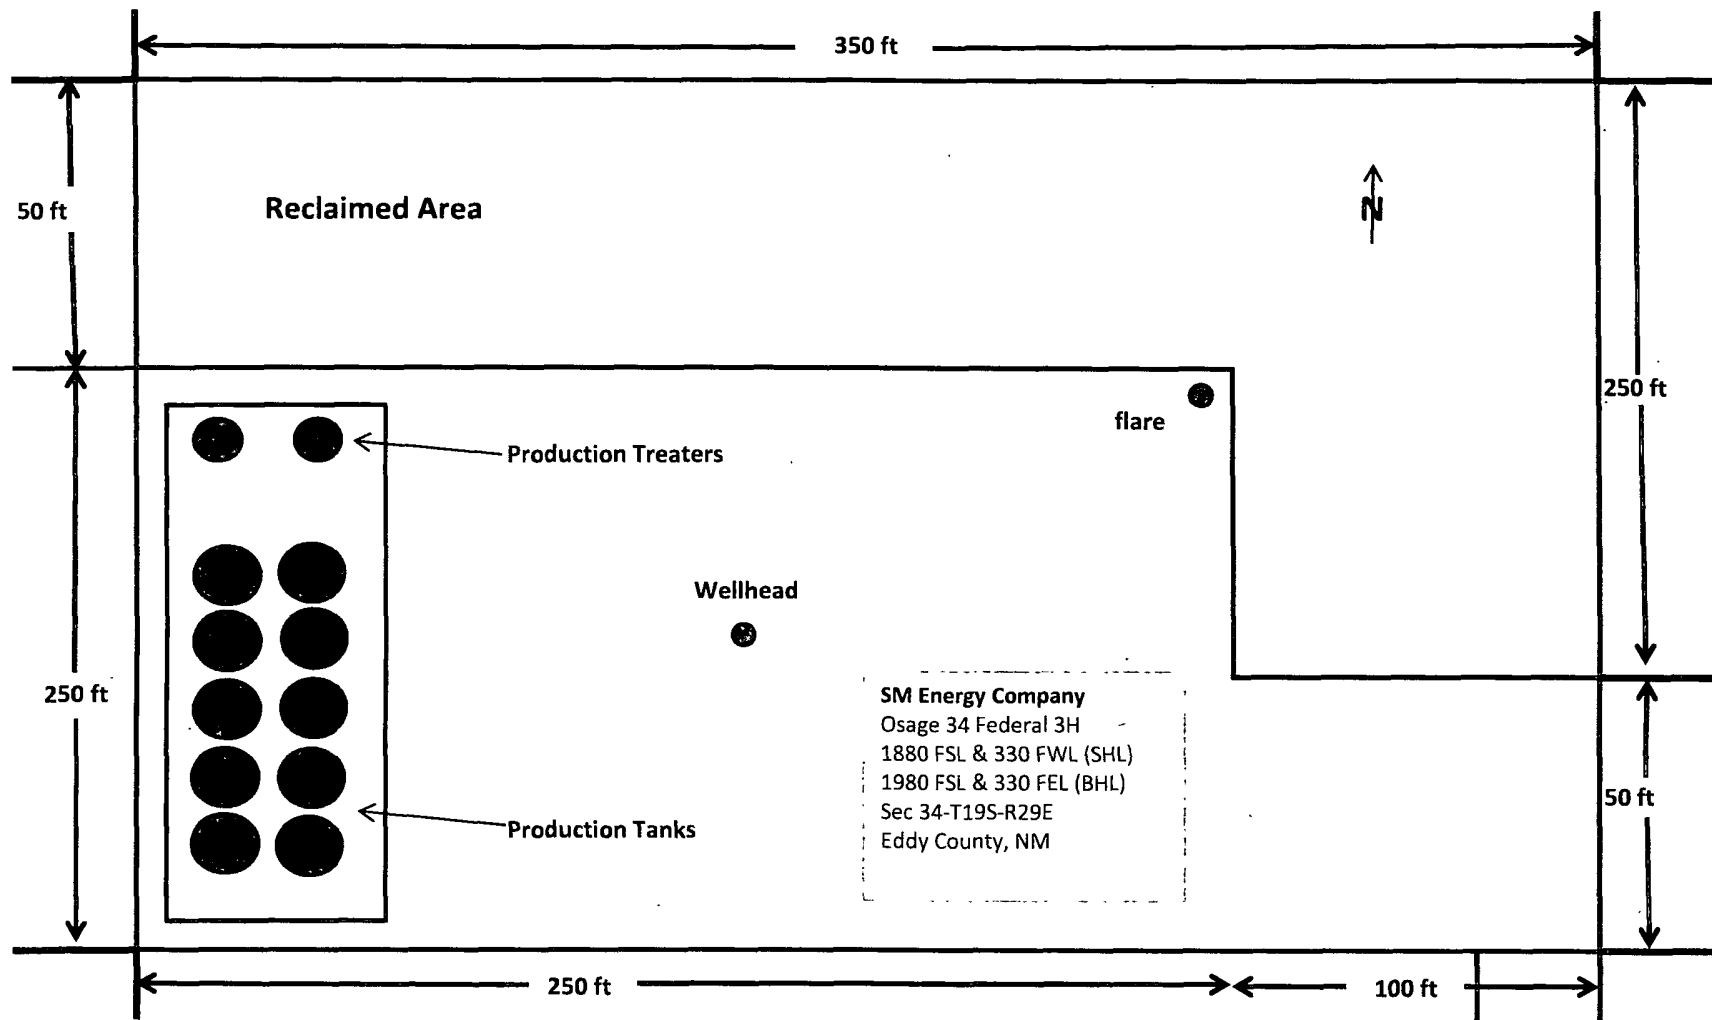 350 ft
50 ft
Reclaimed Area
N
250 ft
flare
Production Treaters
Wellhead
250 ft
SM Energy Company
Osage 34 Federal 3H
1880 FSL & 330 FWL (SHL)
1980 FSL & 330 FEL (BHL)
Sec 34-T19S-R29E
Eddy County, NM
50 ft
Production Tanks
250 ft
100 ft